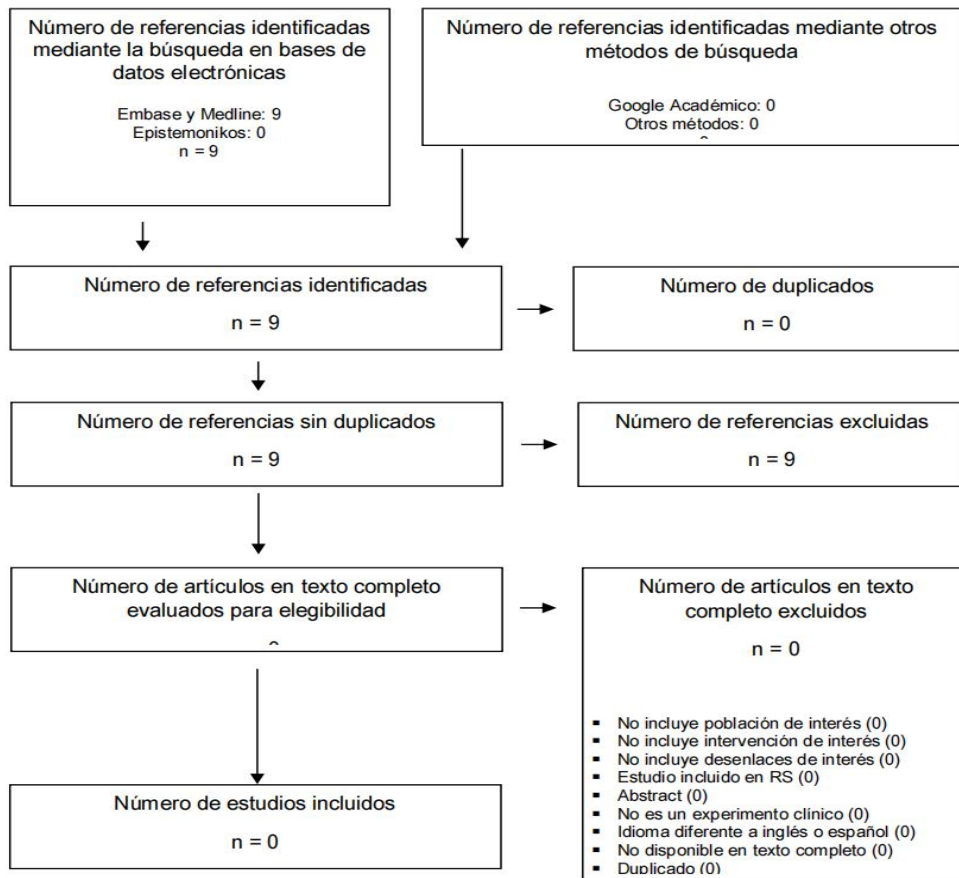 Número de referencias identificadas
mediante la búsqueda en bases de
datos electrónicas
Embase y Medline: 9
Epistemonikos: 0
n = 9
Número de referencias identificadas mediante otros
métodos de búsqueda
Google Académico: 0
Otros métodos: 0
Número de referencias identificadas
n = 9
Número de duplicados
n = 0
Número de referencias sin duplicados
n = 9
Número de referencias excluidas
n = 9
Número de artículos en texto completo
evaluados para elegibilidad
Número de artículos en texto
completo excluidos
n = 0
▪ No incluye población de interés (0)
▪ No incluye intervención de interés (0)
▪ No incluye desenlaces de interés (0)
▪ Estudio incluido en RS (0)
▪ Abstract (0)
▪ No es un experimento clínico (0)
▪ Idioma diferente a inglés o español (0)
▪ No disponible en texto completo (0)
▪ Duplicado (0)
Número de estudios incluidos
n = 0